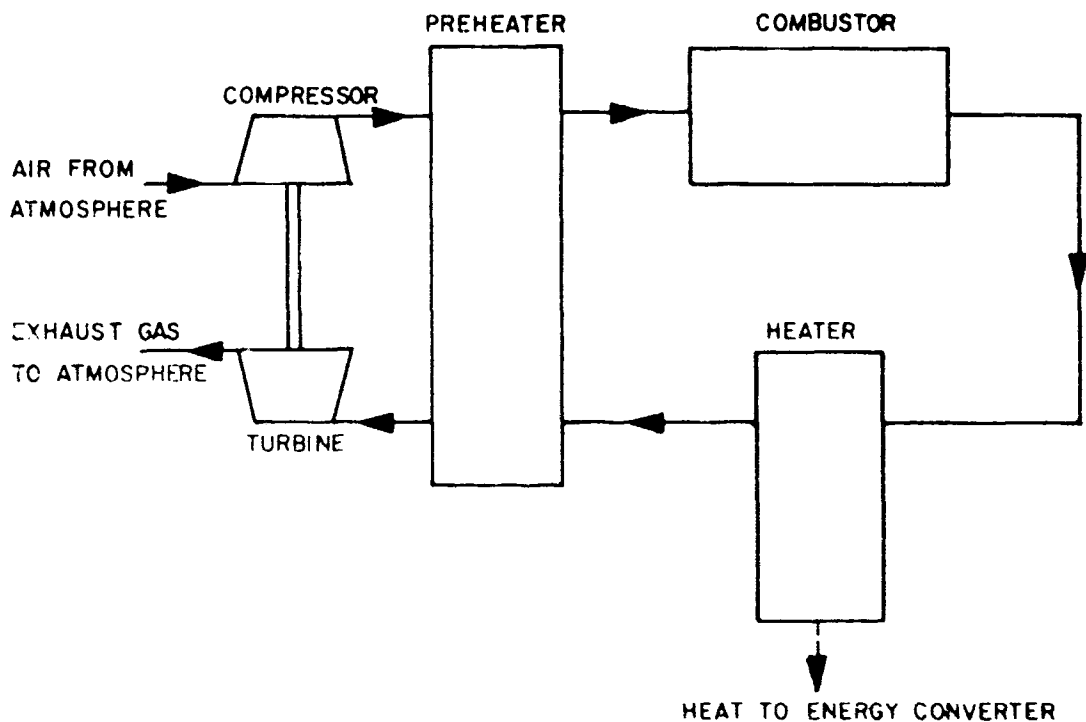 PREHEATER
COMBUSTOR
COMPRESSOR
AIR FROM
ATMOSPHERE
EXHAUST GAS
TO ATMOSPHERE
TURBINE
HEATER
HEAT TO ENERGY CONVERTER